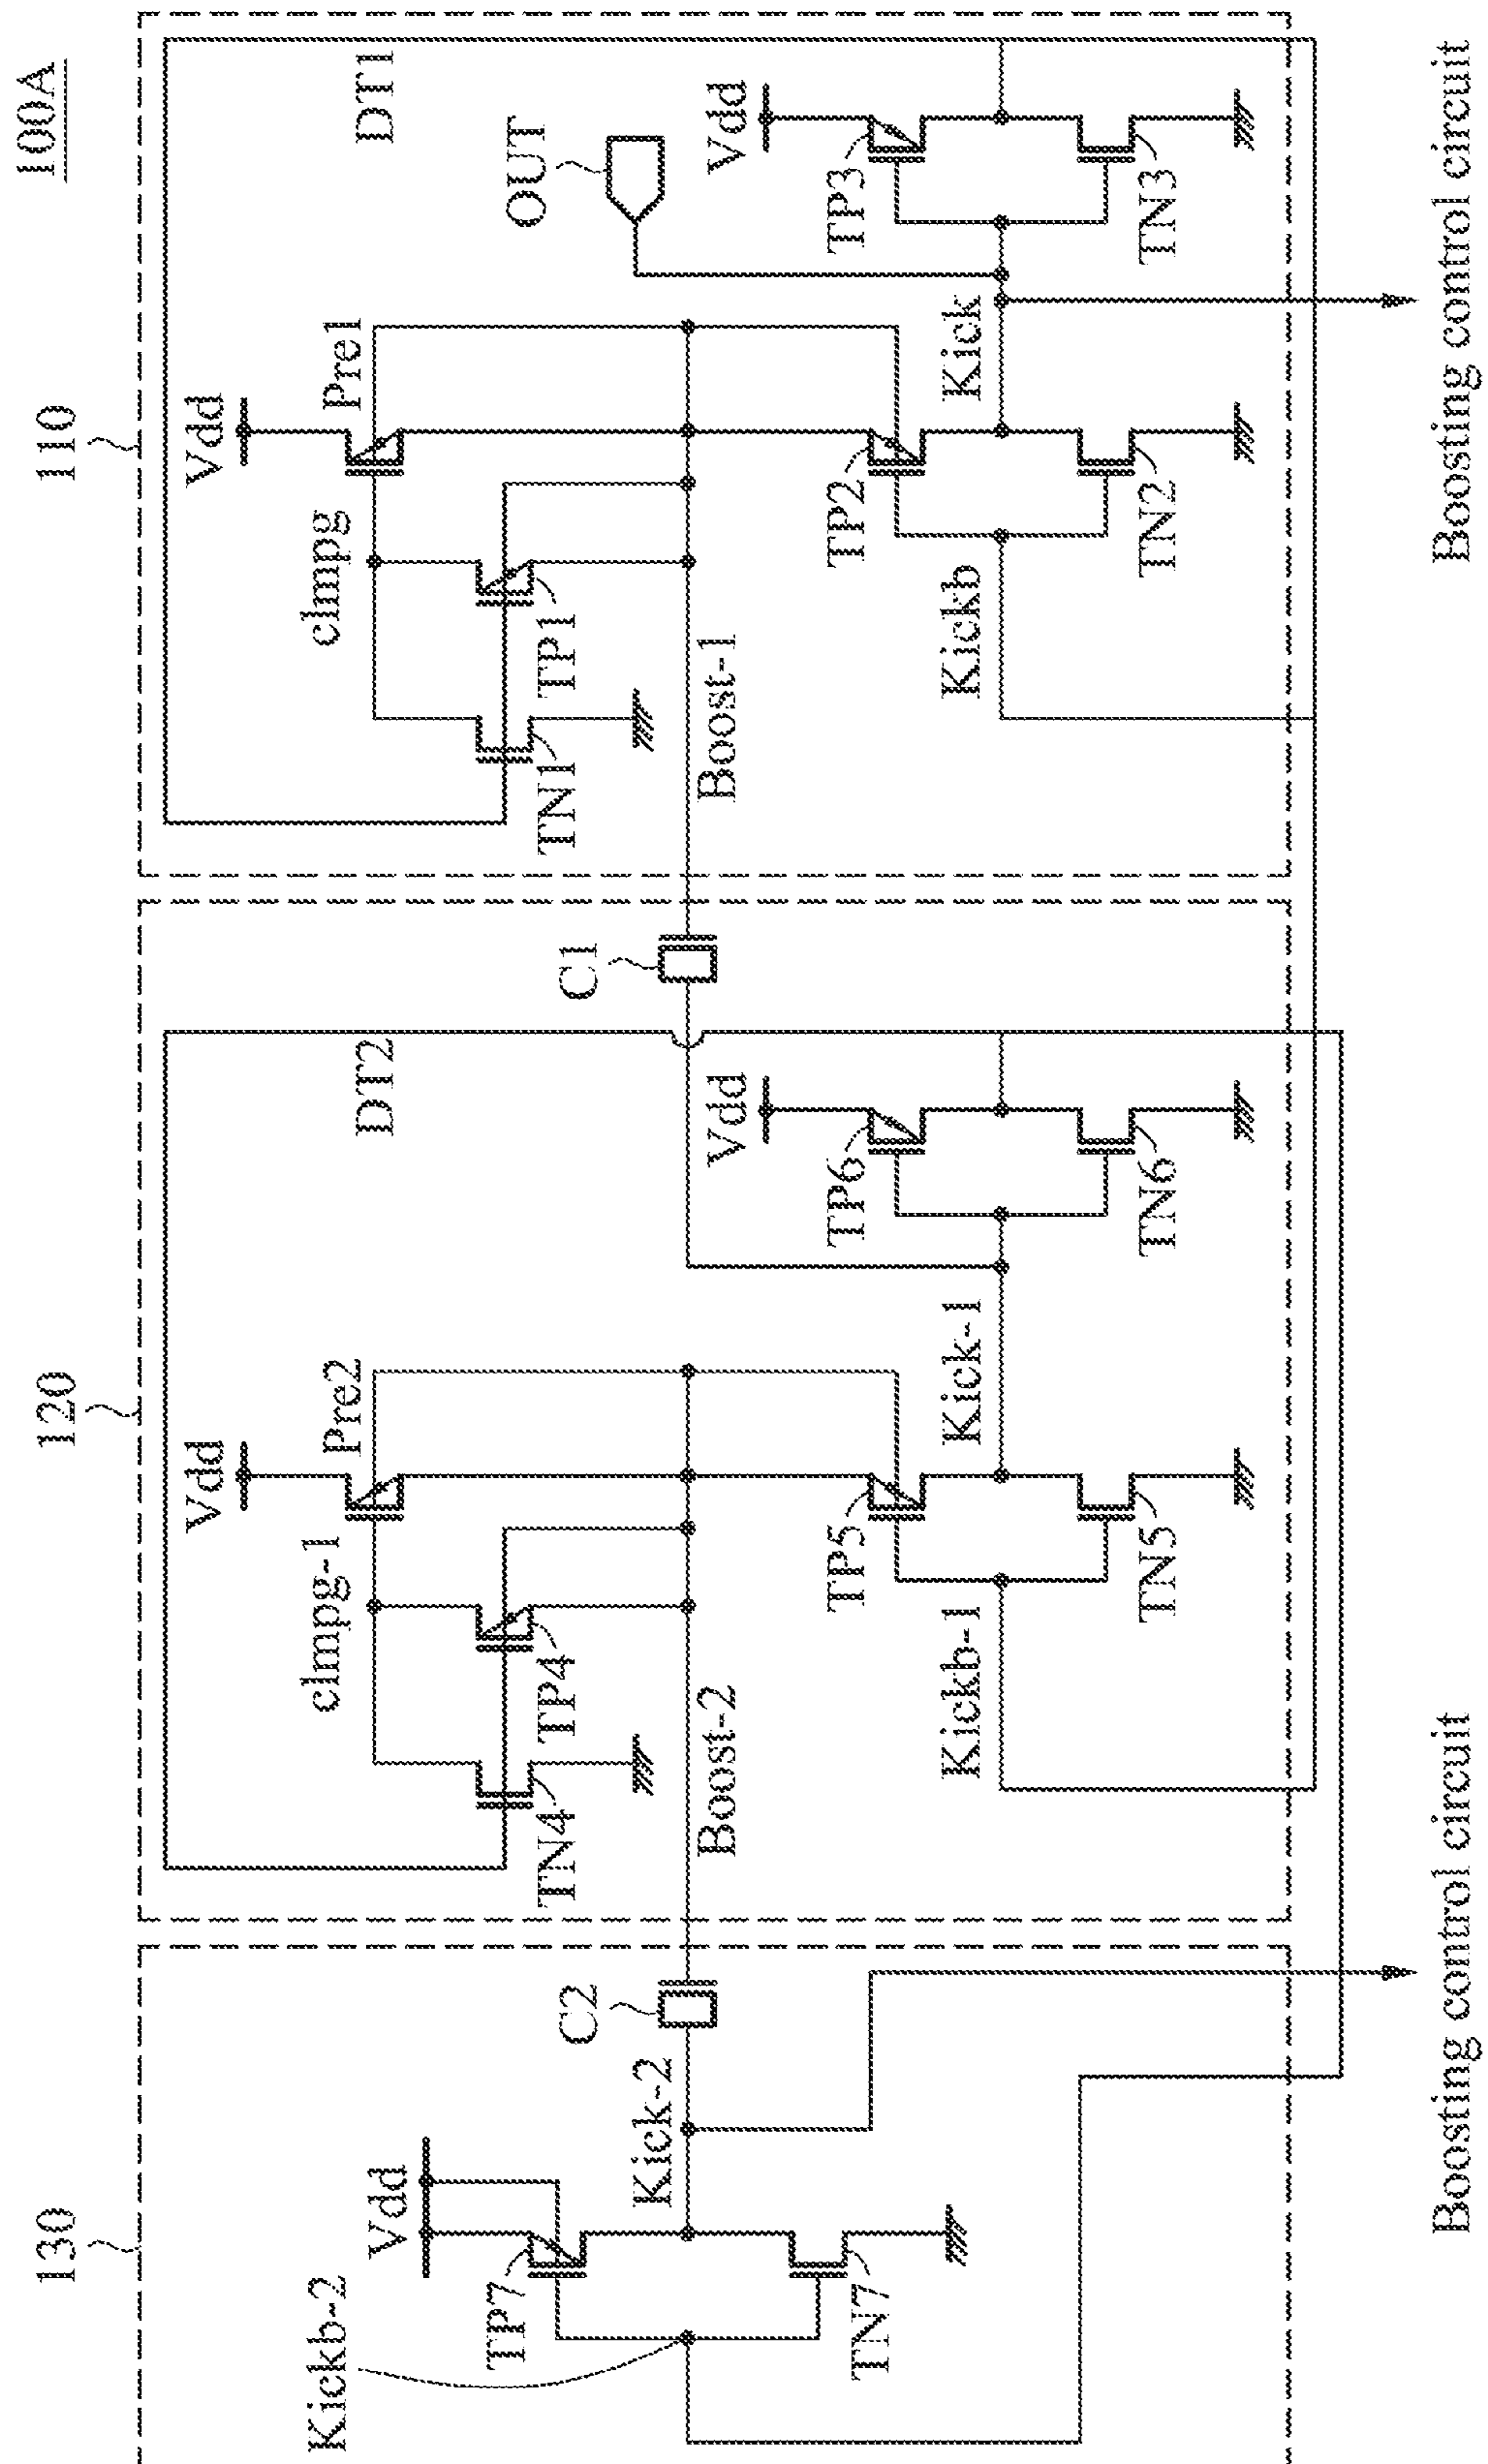 100A
110
Vdd
Pre1
clmpg
DT1
OUT
TN1
TP1
Boost-1
Vdd
TP2
TP3
Kickb
Kick
TN2
TN3
Boosting control circuit
120
Vdd
Pre2
clmpg-1
DT2
C1
TN4
TP4
Boost-2
Vdd
TP5
TP6
Kickb-1
Kick-1
TN5
TN6
130
Kickb-2
Vdd
TP7
C2
Kick-2
TN7
Boosting control circuit